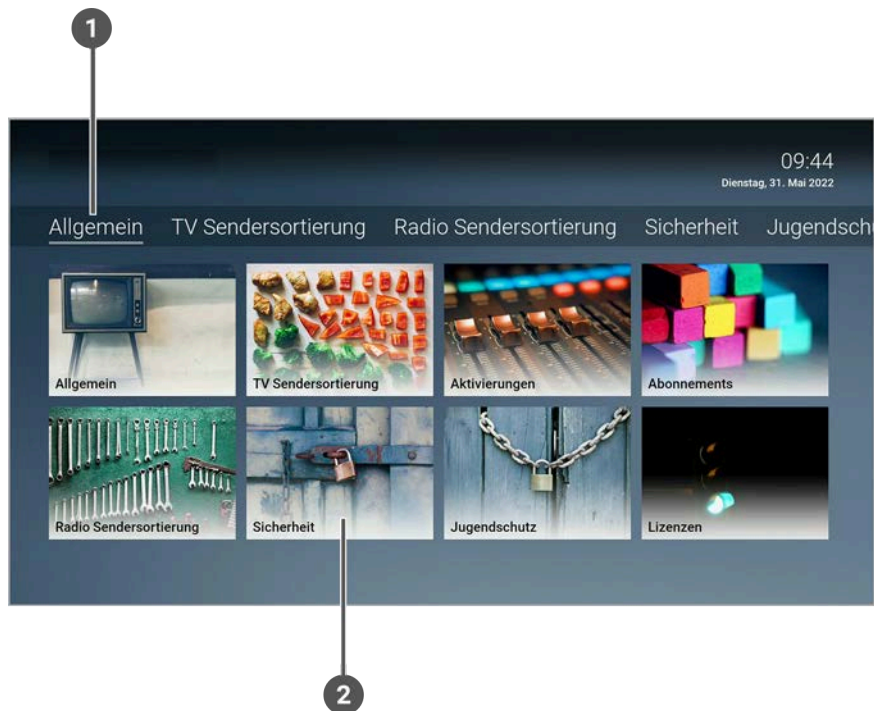 1
09:44
Dienstag, 31. Mai 2022
Allgemein TV Sendersortierung Radio Sendersortierung Sicherheit Jugendsch
Allgemein TV Sendersortierung Aktivierungen Abonnements
Radio Sendersortierung Sicherheit Jugendschutz Lizenzen
2